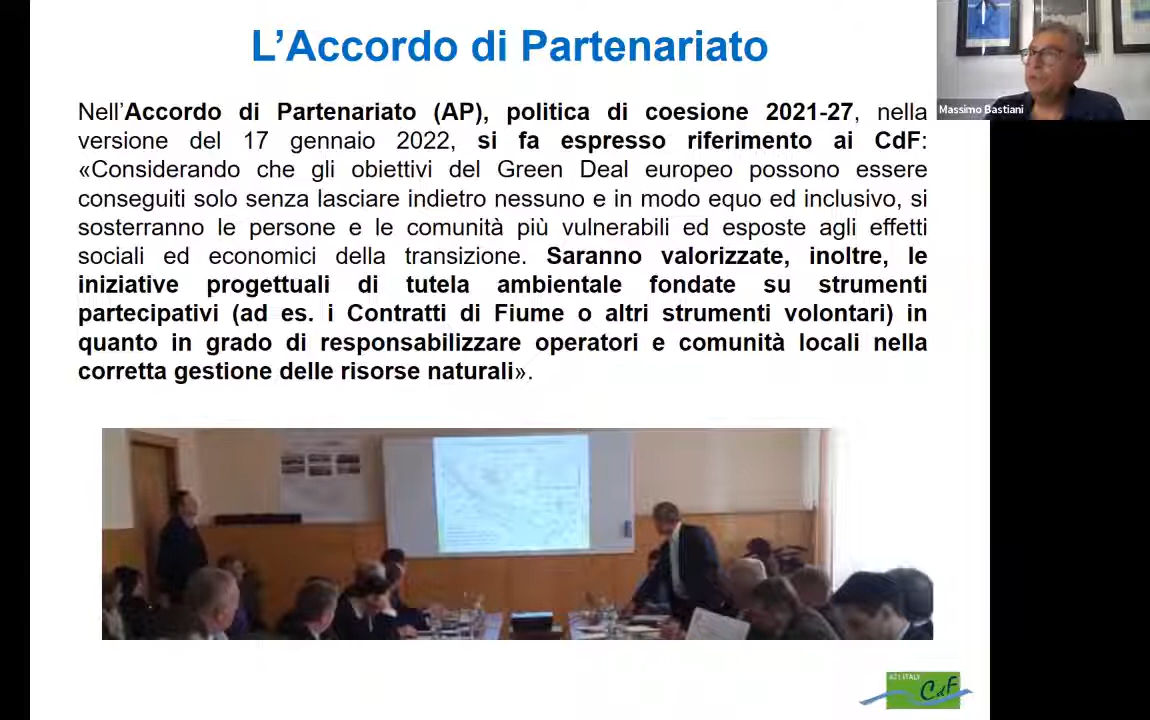 L'Accordo di Partenariato
Massimo Bastiani
Nell'Accordo di Partenariato (AP), politica di coesione 2021-27, nella
versione del 17 gennaio 2022, si fa espresso riferimento ai CdF:
«Considerando che gli obiettivi del Green Deal europeo possono essere
conseguiti solo senza lasciare indietro nessuno e in modo equo ed inclusivo, si
sosterranno le persone e le comunità più vulnerabili ed esposte agli effetti
sociali ed economici della transizione. Saranno valorizzate, inoltre, le
iniziative progettuali di tutela ambientale fondate su strumenti
partecipativi (ad es. i Contratti di Fiume o altri strumenti volontari) in
quanto in grado di responsabilizzare operatori e comunità locali nella
corretta gestione delle risorse naturali».
A21 ITALY
CdF